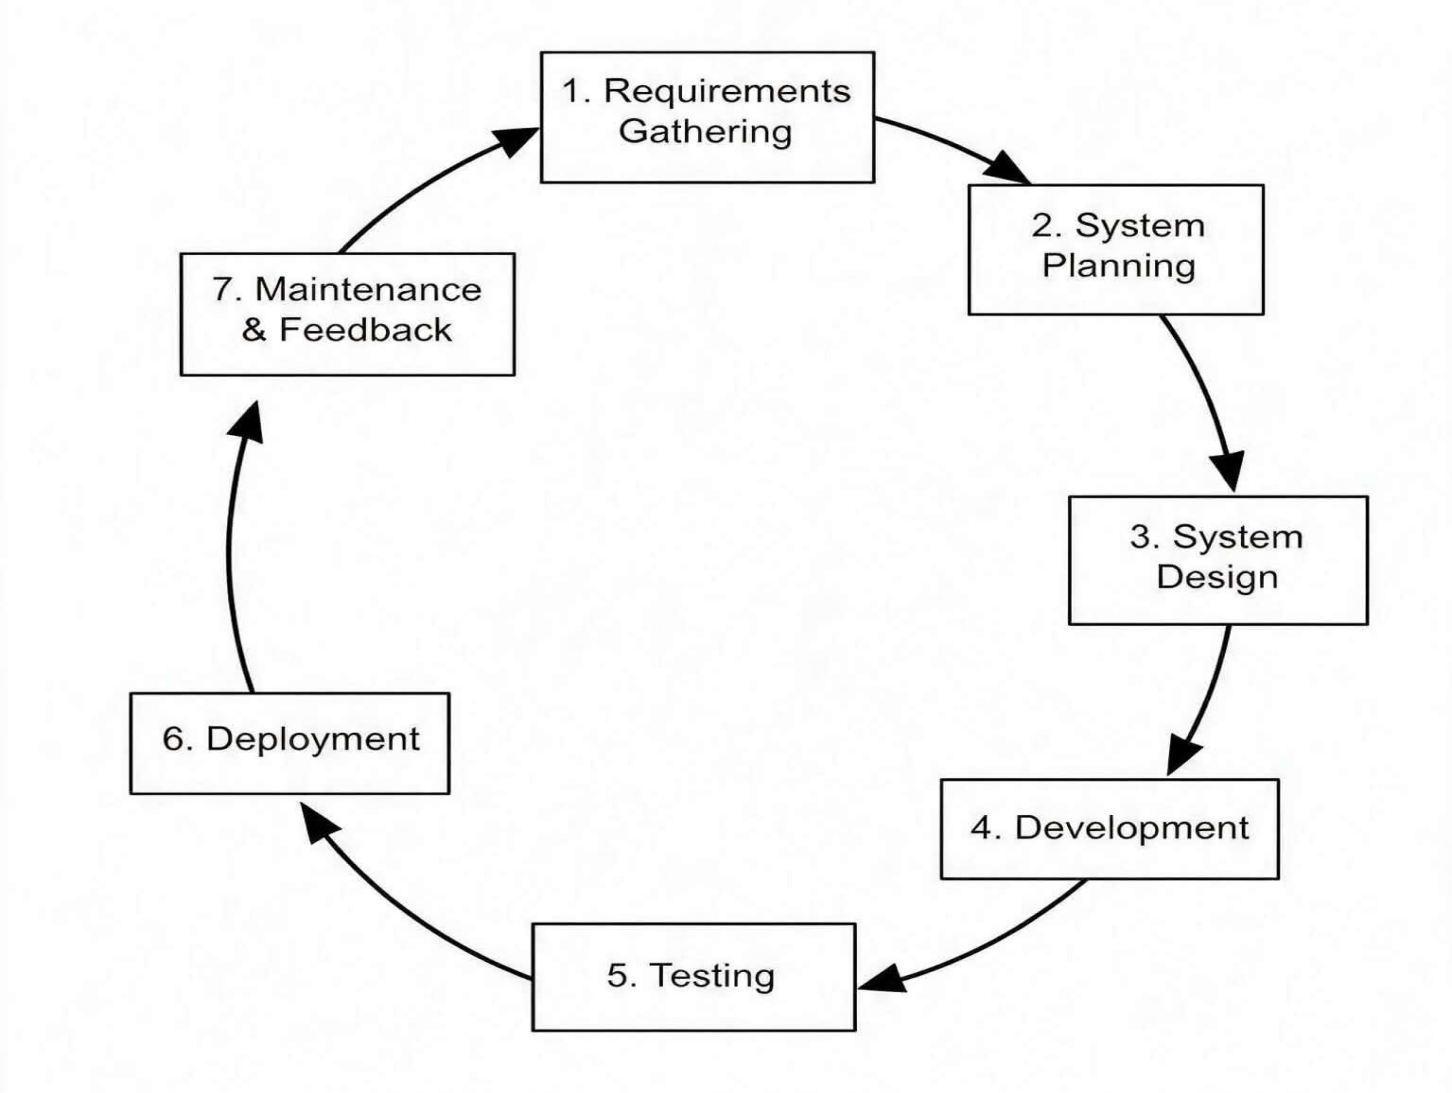 1. Requirements
Gathering
2. System
Planning
3. System
Design
4. Development
5. Testing
6. Deployment
7. Maintenance
& Feedback